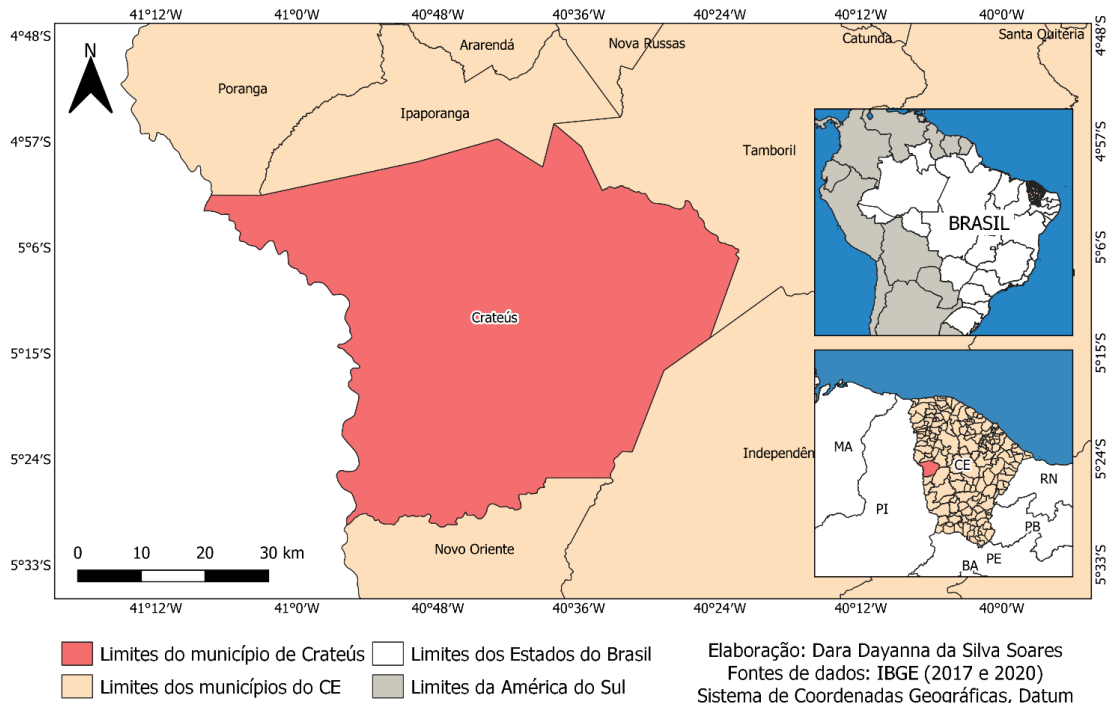 41°12′W 41°0′W 40°48′W 40°36′W 40°24′W 40°12′W 40°0′W
4°48′S
4°57′S
5°6′S
5°15′S
5°24′S
5°33′S
N
Poranga
Ararendá
Ipaporanga
Nova Russas
Catunda
Santa Quitéria
Tamboril
Crateús
Independên
Novo Oriente
0 10 20 30 km
BRASIL
MA
PI
CE
RN
PB
PE
BA
4°48′S
4°57′S
5°6′S
5°15′S
5°24′S
5°33′S
41°12′W 41°0′W 40°48′W 40°36′W 40°24′W 40°12′W 40°0′W
Limites do município de Crateús
Limites dos municípios do CE
Limites dos Estados do Brasil
Limites da América do Sul
Elaboração: Dara Dayanna da Silva Soares
Fontes de dados: IBGE (2017 e 2020)
Sistema de Coordenadas Geográficas, Datum